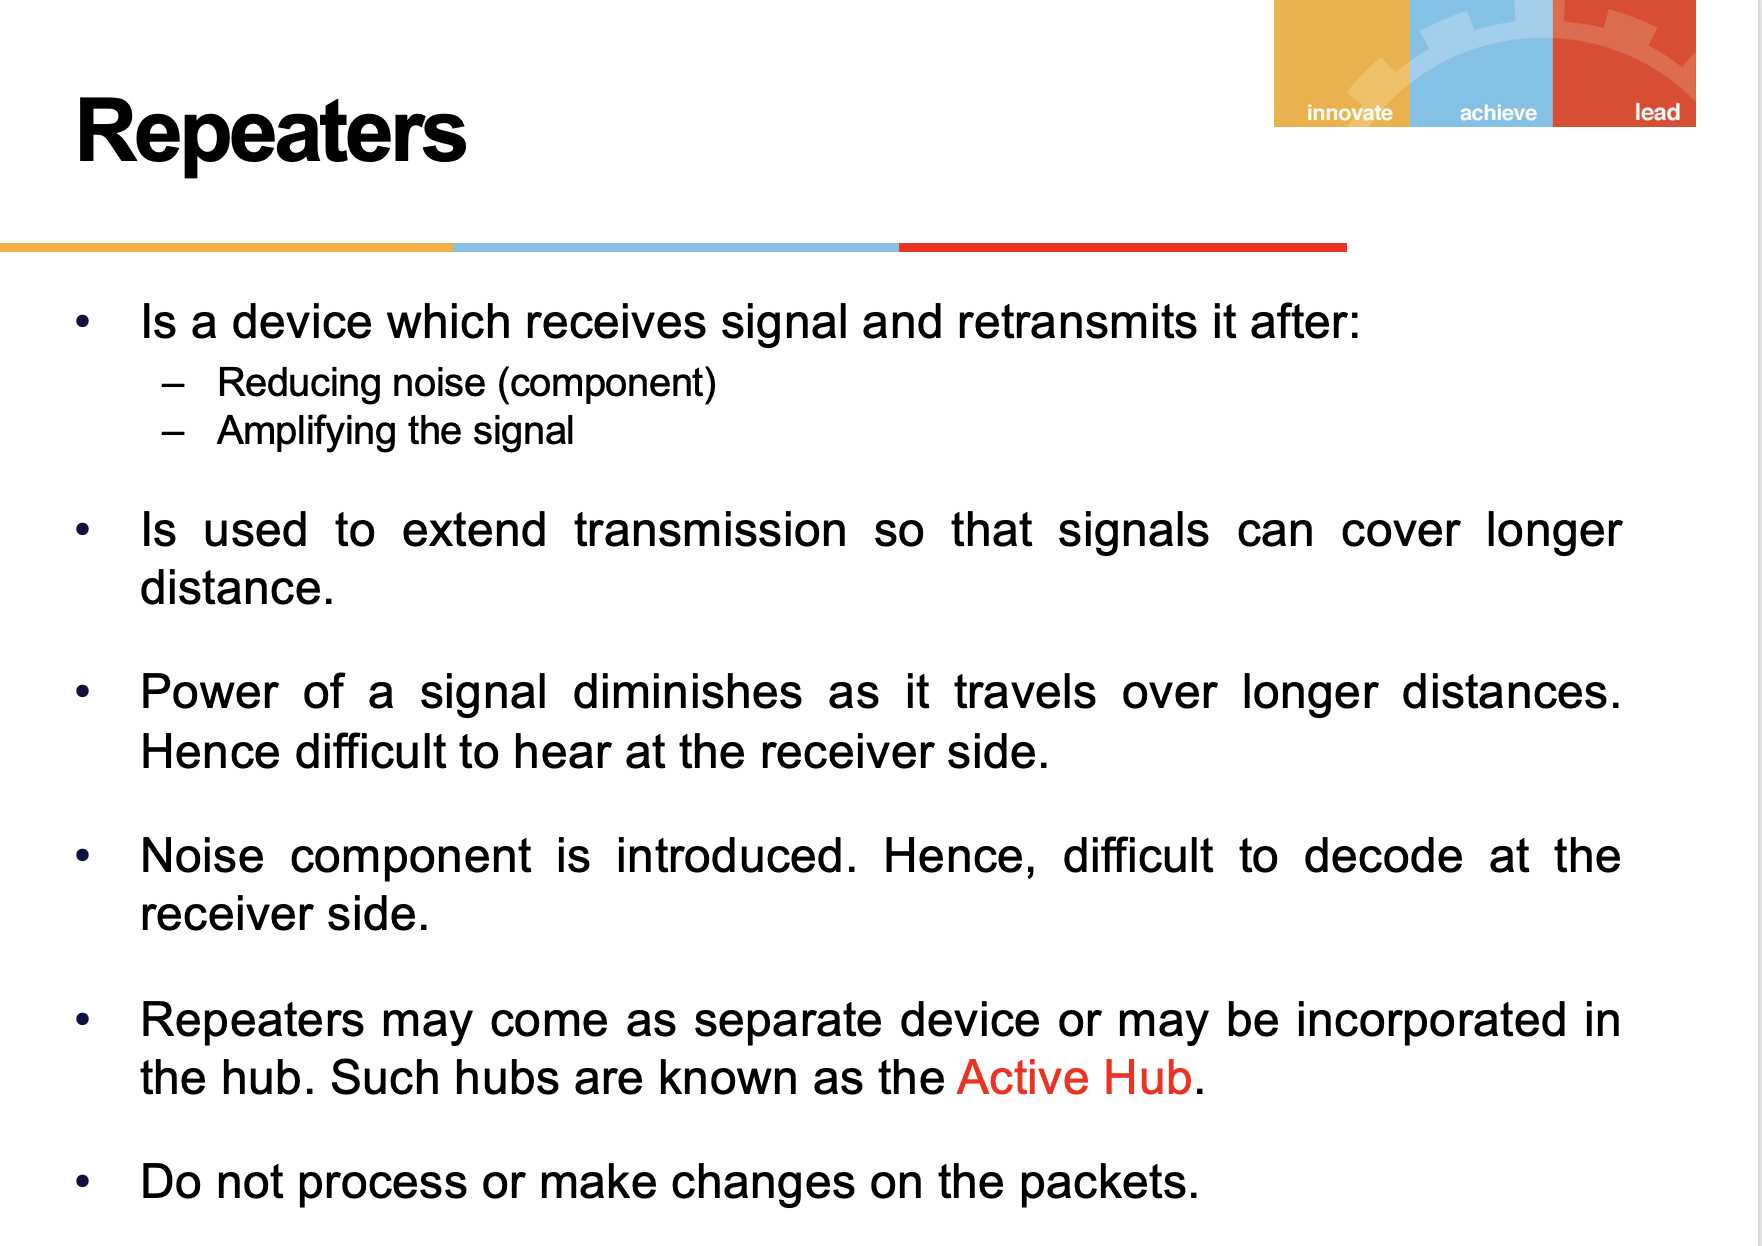 innovate achieve lead
Repeaters
• Is a device which receives signal and retransmits it after:
– Reducing noise (component)
– Amplifying the signal
• Is used to extend transmission so that signals can cover longer
distance.
• Power of a signal diminishes as it travels over longer distances.
Hence difficult to hear at the receiver side.
• Noise component is introduced. Hence, difficult to decode at the
receiver side.
• Repeaters may come as separate device or may be incorporated in
the hub. Such hubs are known as the Active Hub.
• Do not process or make changes on the packets.